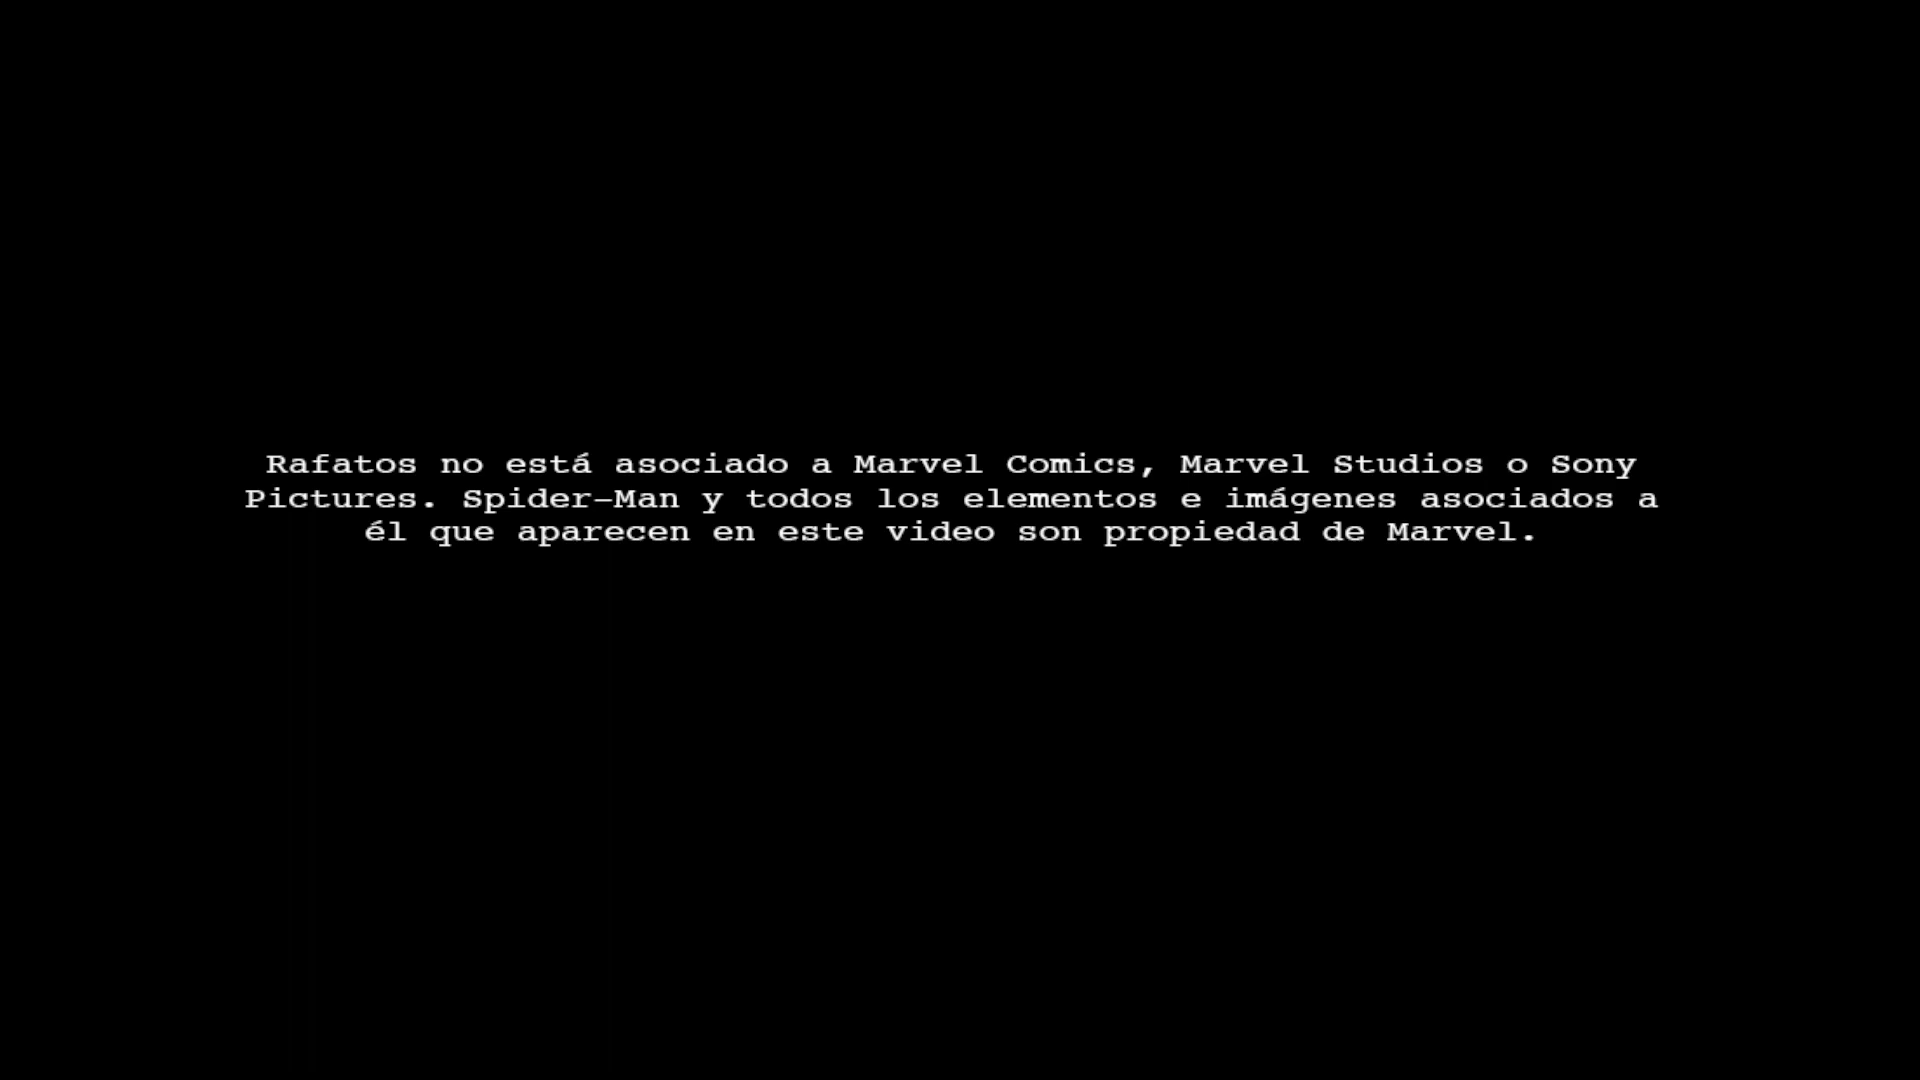 Rafatos no está asociado a Marvel Comics, Marvel Studios o Sony
Pictures. Spider-Man y todos los elementos e imágenes asociados a
él que aparecen en este video son propiedad de Marvel.